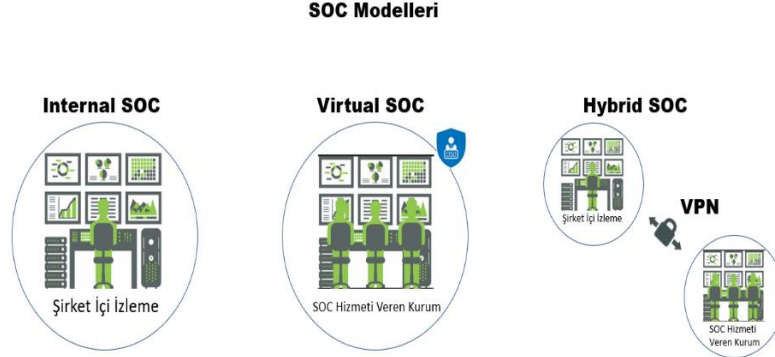 SOC Modelleri
Internal SOC
Virtual SOC
Hybrid SOC
Şirket İçi İzleme
SOC Hizmeti Veren Kurum
Şirket İçi İzleme
VPN
SOC Hizmeti
Veren Kurum